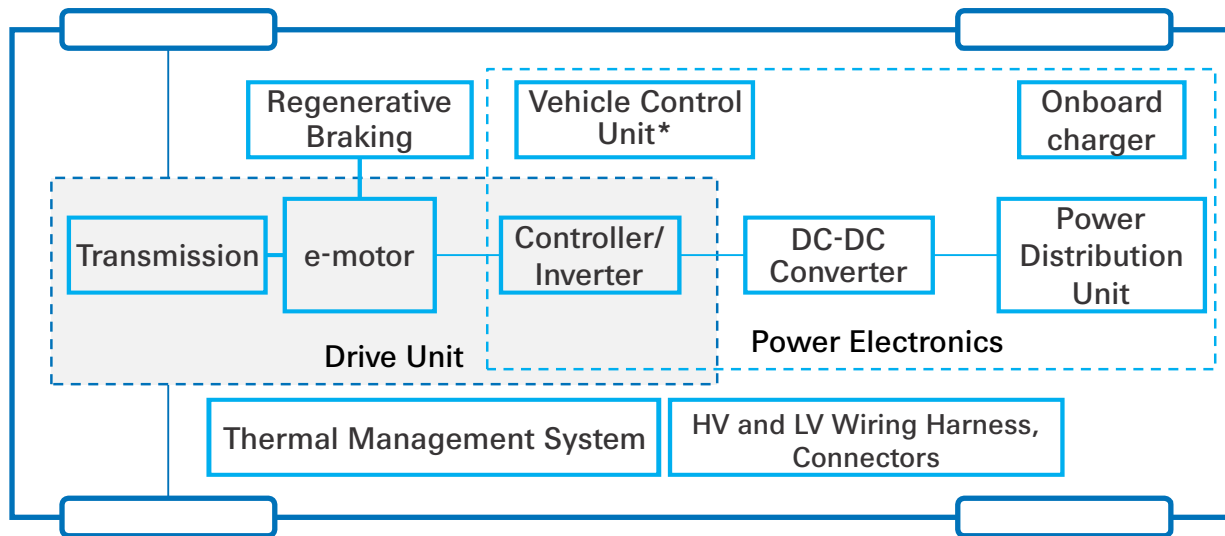 Regenerative
Braking
Vehicle Control
Unit*
Onboard
charger
Transmission
e-motor
Controller/
Inverter
DC-DC
Converter
Power
Distribution
Unit
Drive Unit
Power Electronics
Thermal Management System
HV and LV Wiring Harness,
Connectors